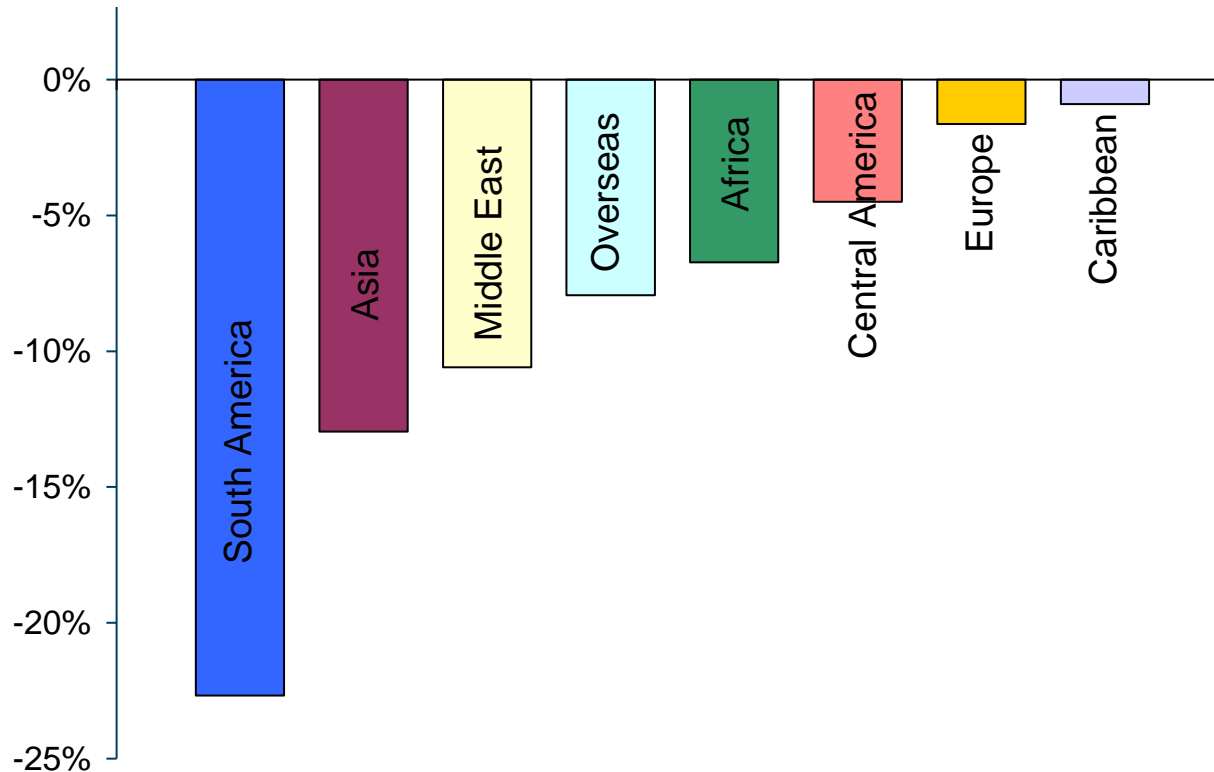 0%
-5%
-10%
-15%
-20%
-25%
South America
Asia
Middle East
Overseas
Africa
Central America
Europe
Caribbean